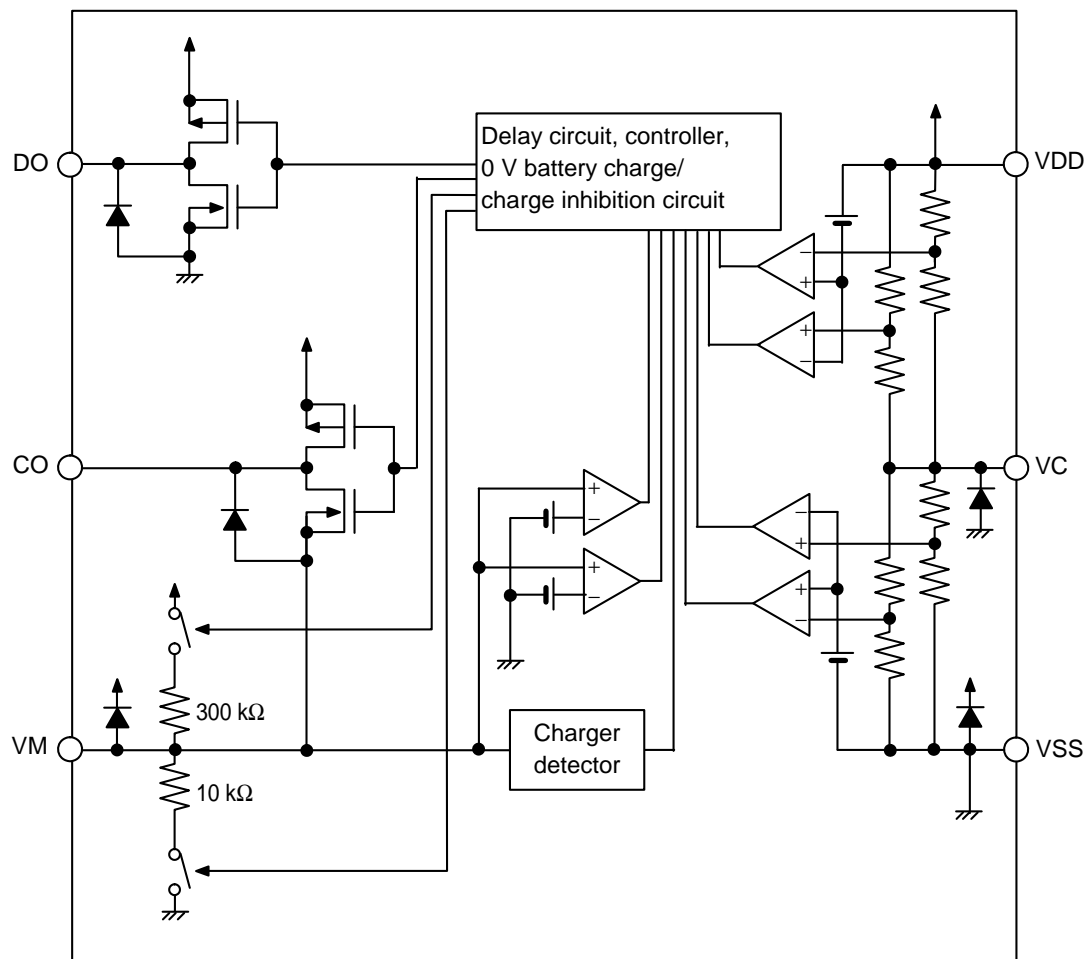 Delay circuit, controller,
0 V battery charge/
charge inhibition circuit
DO
VDD
−
+
+
−
CO
VC
+
−
−
+
+
−
+
−
300 kΩ
VM
Charger
detector
VSS
10 kΩ